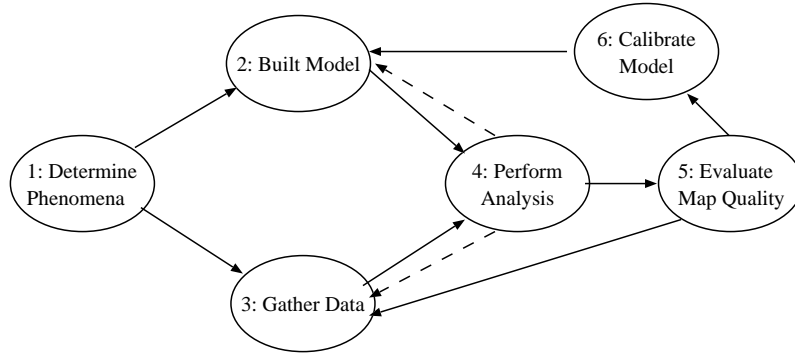 1: Determine
Phenomena
2: Built Model
3: Gather Data
4: Perform
Analysis
5: Evaluate
Map Quality
6: Calibrate
Model